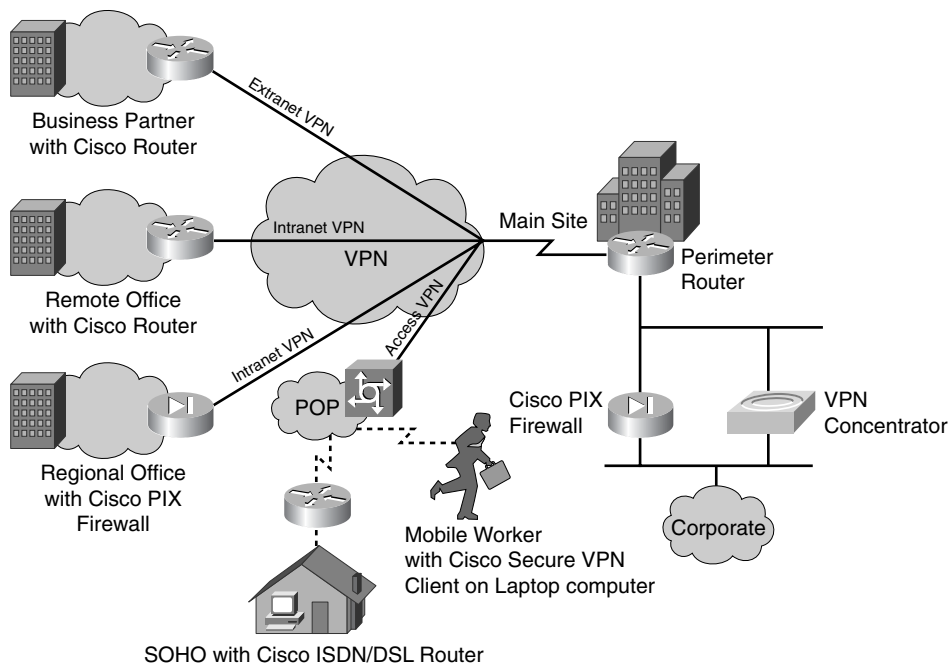 Extranet VPN
Business Partner
with Cisco Router
Main Site
Intranet VPN
VPN
Perimeter
Router
Remote Office
with Cisco Router
Access VPN
Intranet VPN
POP
Cisco PIX
Firewall
VPN
Concentrator
Regional Office
with Cisco PIX
Firewall
Corporate
Mobile Worker
with Cisco Secure VPN
Client on Laptop computer
SOHO with Cisco ISDN/DSL Router